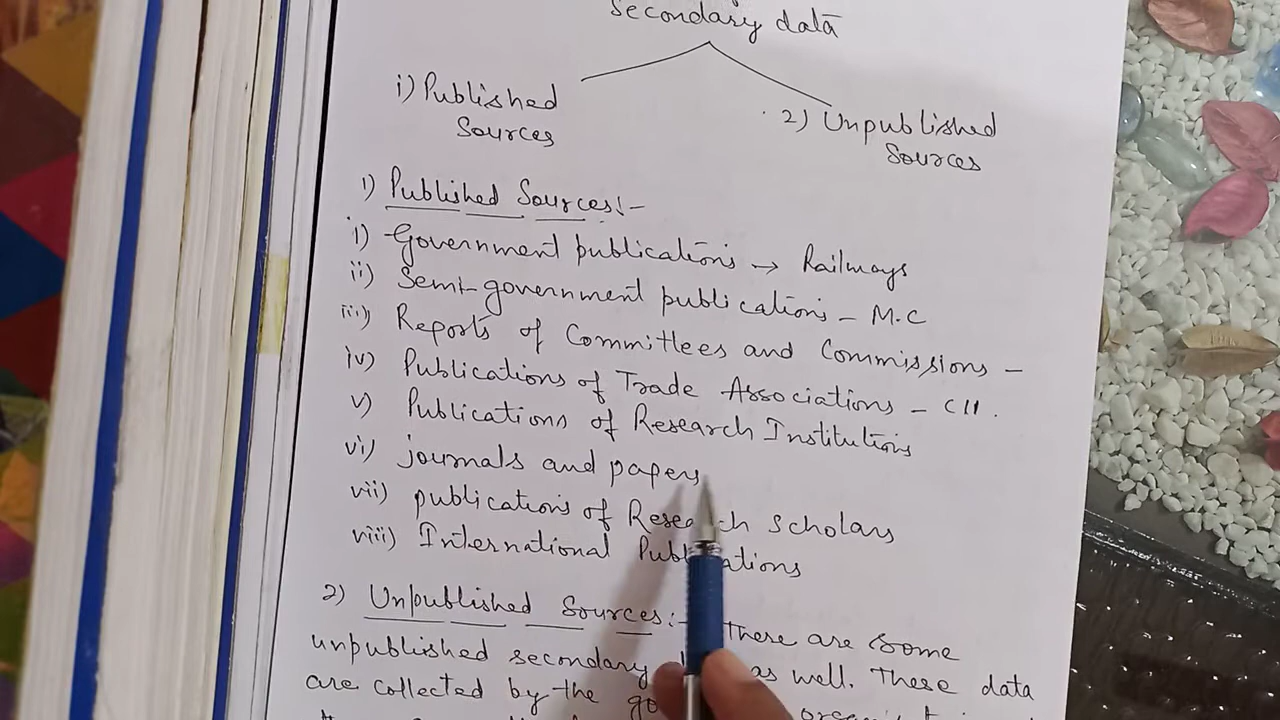 Secondary data
i) Published
Sources
2) Unpublished
Sources
1) Published Sources:-
i) Government publications → Railways
ii) Semi-government publications - M.C
iii) Reports of Committees and Commissions -
iv) Publications of Trade Associations - CII.
v) Publications of Research Institutions
vi) journals and papers
vii) publications of Research Scholars
viii) International Publications
2) Unpublished Sources:- There are some
unpublished secondary as well. These data
are collected by the